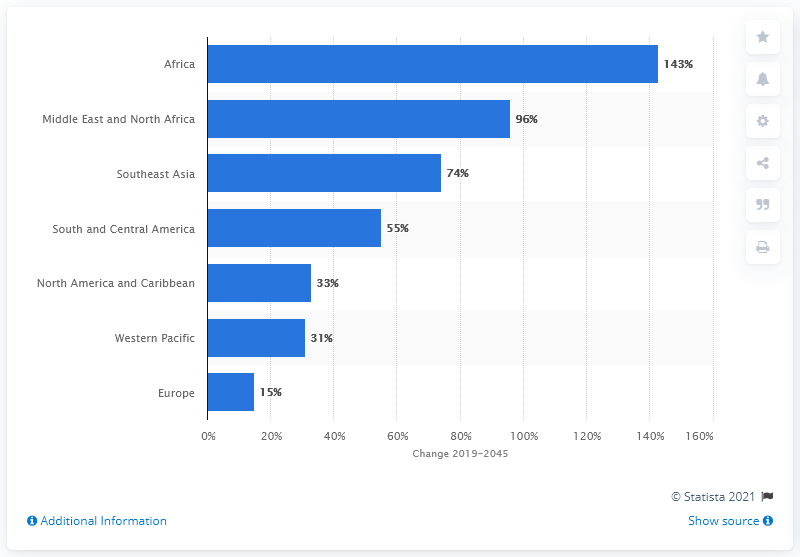 Africa 143%
Middle East and North Africa 96%
Southeast Asia 74%
South and Central America 55%
North America and Caribbean 33%
Western Pacific 31%
Europe 15%
0% 20% 40% 60% 80% 100% 120% 140% 160%
Change 2019-2045
© Statista 2021
Additional Information Show source